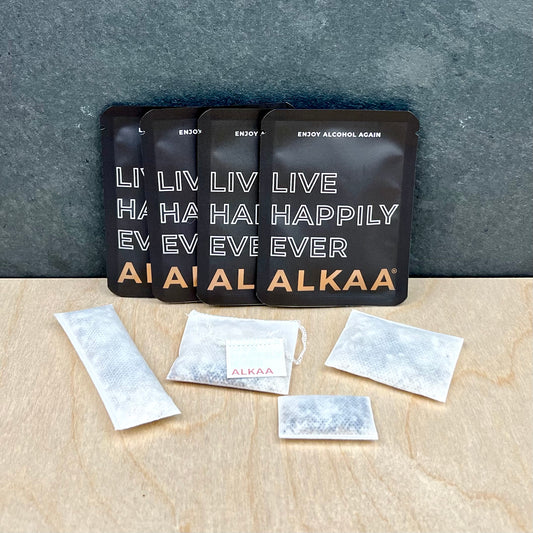 ENJOY ALCOHOL AGAIN
LIVE
HAPPILY
EVER
ALKAA®
ALKAA